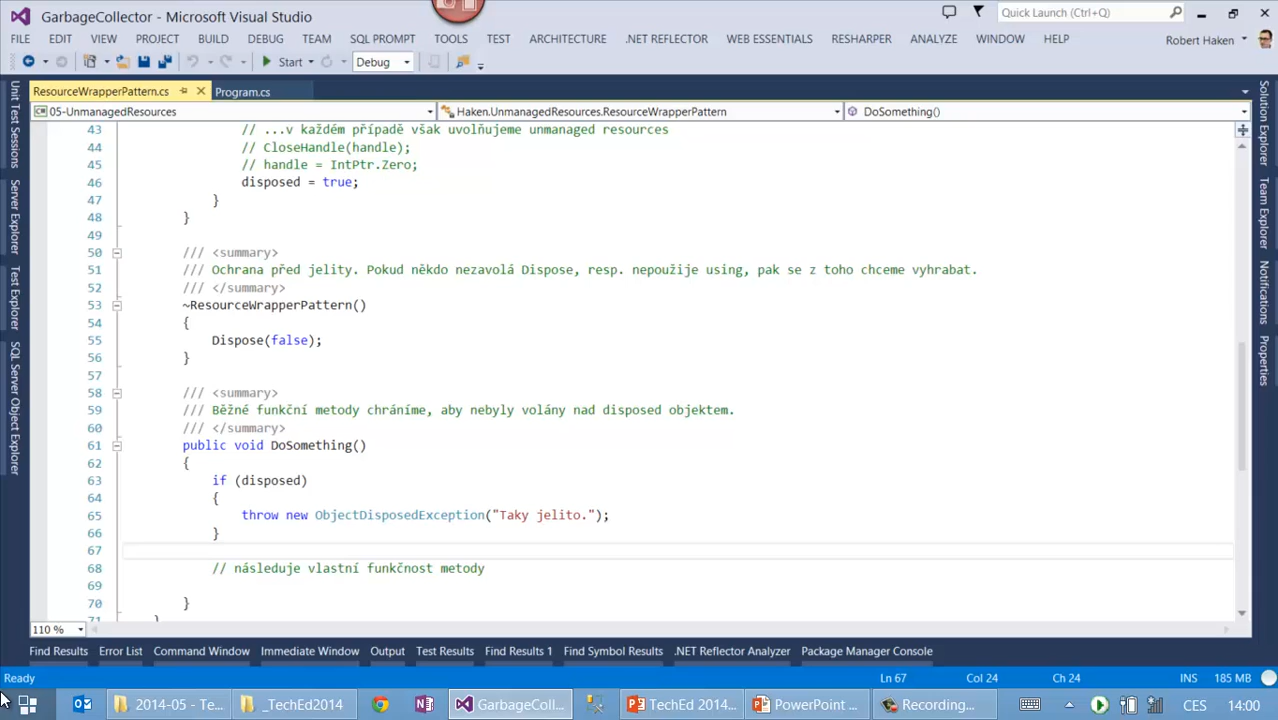 GarbageCollector - Microsoft Visual Studio
Quick Launch (Ctrl+Q)
FILE EDIT VIEW PROJECT BUILD DEBUG TEAM SQL PROMPT TOOLS TEST ARCHITECTURE .NET REFLECTOR WEB ESSENTIALS RESHARPER ANALYZE WINDOW HELP
Robert Haken
Start Debug
ResourceWrapperPattern.cs Program.cs
05-UnmanagedResources Haken.UnmanagedResources.ResourceWrapperPattern DoSomething()
43 // ...v každém případě však uvolňujeme unmanaged resources
44 // CloseHandle(handle);
45 // handle = IntPtr.Zero;
46 disposed = true;
47 }
48 }
49
50 /// <summary>
51 /// Ochrana před jelity. Pokud někdo nezavolá Dispose, resp. nepoužije using, pak se z toho chceme vyhrabat.
52 /// </summary>
53 ~ResourceWrapperPattern()
54 {
55 Dispose(false);
56 }
57
58 /// <summary>
59 /// Běžné funkční metody chráníme, aby nebyly volány nad disposed objektem.
60 /// </summary>
61 public void DoSomething()
62 {
63 if (disposed)
64 {
65 throw new ObjectDisposedException("Taky jelito.");
66 }
67
68 // následuje vlastní funkčnost metody
69
70 }
71 }
Unit Test Sessions
Server Explorer
Test Explorer
SQL Server Object Explorer
Solution Explorer
Team Explorer
Notifications
Properties
110 %
Find Results Error List Command Window Immediate Window Output Test Results Find Results 1 Find Symbol Results .NET Reflector Analyzer Package Manager Console
Ready Ln 67 Col 24 Ch 24 INS 185 MB
2014-05 - Te... _TechEd2014 GarbageColl... TechEd 2014... PowerPoint ... Recording... CES 14:00